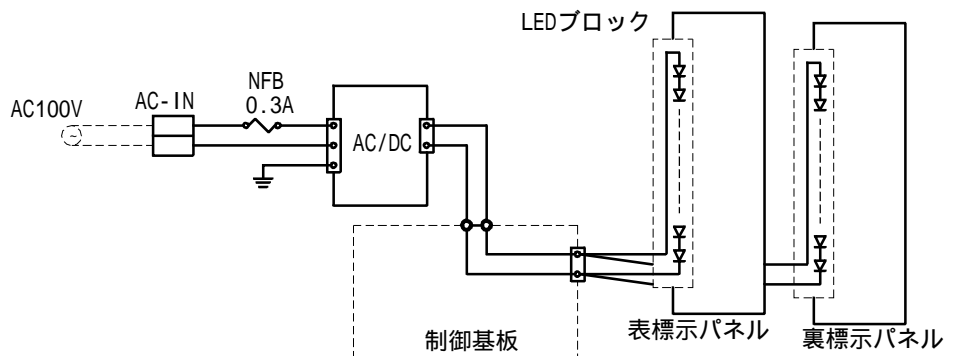 LEDブロック
NFB
0.3A
AC100V
AC-IN
AC/DC
制御基板
表標示パネル
裏標示パネル